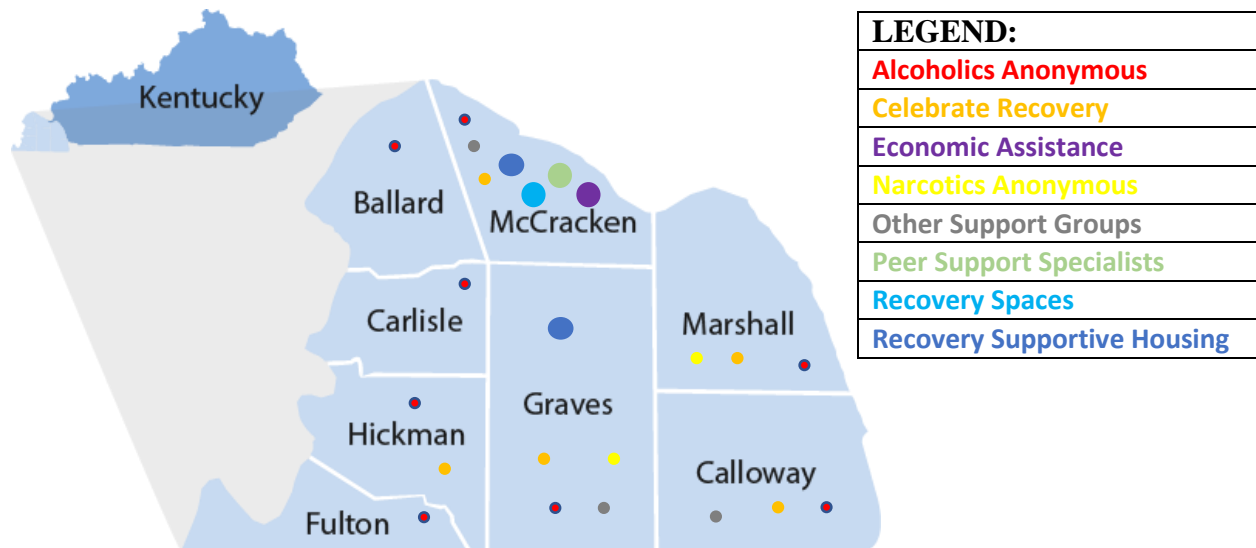 Kentucky
Ballard
McCracken
Carlisle
Marshall
Graves
Hickman
Calloway
Fulton
LEGEND:
Alcoholics Anonymous
Celebrate Recovery
Economic Assistance
Narcotics Anonymous
Other Support Groups
Peer Support Specialists
Recovery Spaces
Recovery Supportive Housing